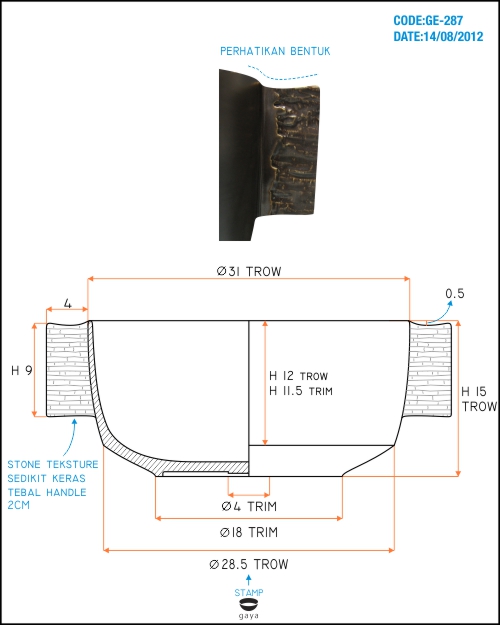 CODE:GE-287
DATE:14/08/2012
PERHATIKAN BENTUK
Ø31 TROW
4
0.5
H 9
H 12 TROW
H 11.5 TRIM
H 15
TROW
STONE TEKSTURE
SEDIKIT KERAS
TEBAL HANDLE
2CM
Ø4 TRIM
Ø18 TRIM
Ø28.5 TROW
STAMP
gaya